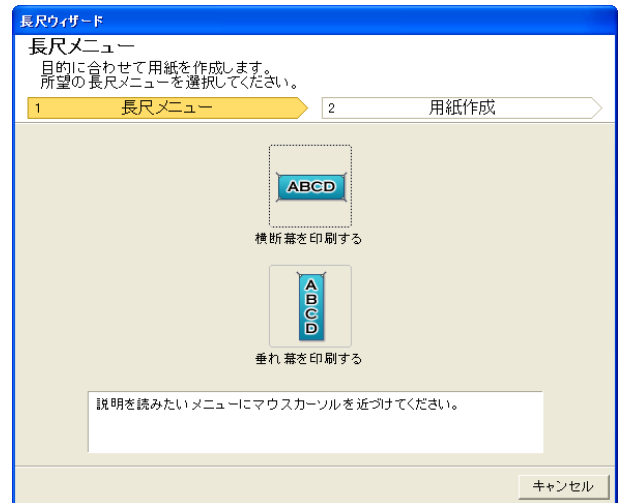 長尺ウィザード
長尺メニュー
目的に合わせて用紙を作成します。
所望の長尺メニューを選択してください。
1 長尺メニュー 2 用紙作成
ABCD
横断幕を印刷する
A
B
C
D
垂れ幕を印刷する
説明を読みたいメニューにマウスカーソルを近づけてください。
キャンセル